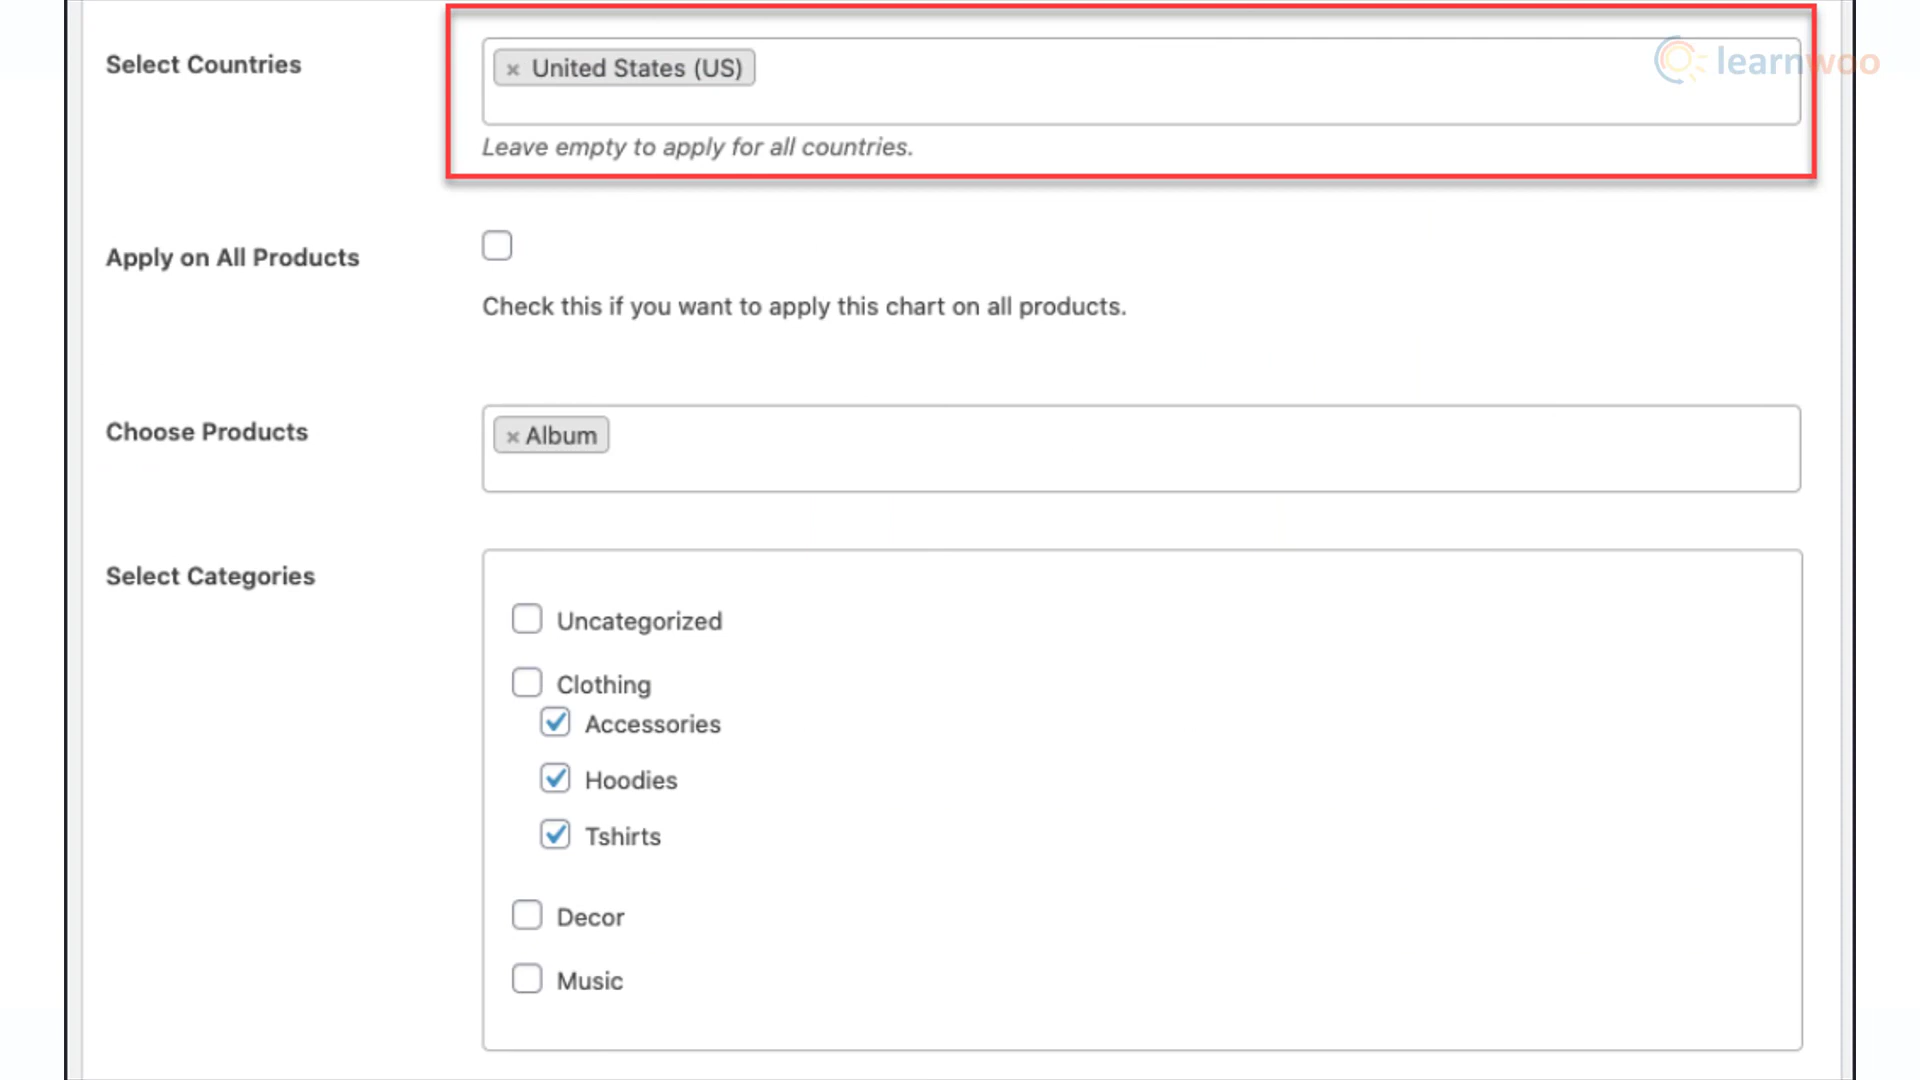 learnwoo
Select Countries
× United States (US)
Leave empty to apply for all countries.
Apply on All Products
Check this if you want to apply this chart on all products.
Choose Products
× Album
Select Categories
Uncategorized
Clothing
Accessories
Hoodies
Tshirts
Decor
Music